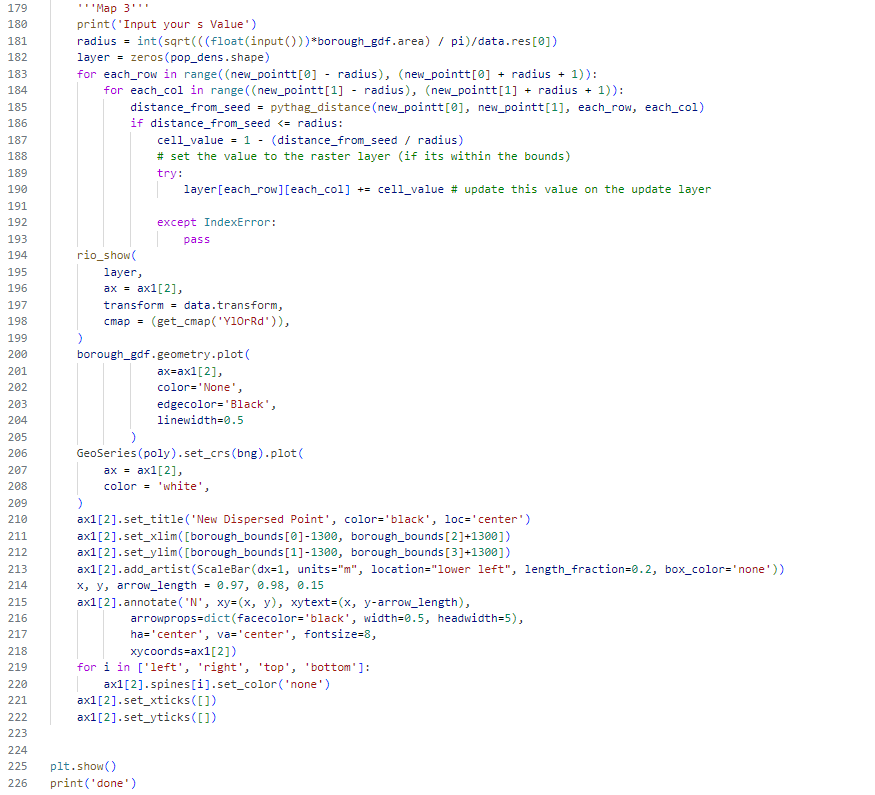 179 '''Map 3'''
180 print('Input your s Value')
181 radius = int(sqrt(((float(input()))*borough_gdf.area) / pi)/data.res[0])
182 layer = zeros(pop_dens.shape)
183 for each_row in range((new_pointt[0] - radius), (new_pointt[0] + radius + 1)):
184 for each_col in range((new_pointt[1] - radius), (new_pointt[1] + radius + 1)):
185 distance_from_seed = pythag_distance(new_pointt[0], new_pointt[1], each_row, each_col)
186 if distance_from_seed <= radius:
187 cell_value = 1 - (distance_from_seed / radius)
188 # set the value to the raster layer (if its within the bounds)
189 try:
190 layer[each_row][each_col] += cell_value # update this value on the update layer
191
192 except IndexError:
193 pass
194 rio_show(
195 layer,
196 ax = ax1[2],
197 transform = data.transform,
198 cmap = (get_cmap('YlOrRd')),
199 )
200 borough_gdf.geometry.plot(
201 ax=ax1[2],
202 color='None',
203 edgecolor='Black',
204 linewidth=0.5
205 )
206 GeoSeries(poly).set_crs(bng).plot(
207 ax = ax1[2],
208 color = 'white',
209 )
210 ax1[2].set_title('New Dispersed Point', color='black', loc='center')
211 ax1[2].set_xlim([borough_bounds[0]-1300, borough_bounds[2]+1300])
212 ax1[2].set_ylim([borough_bounds[1]-1300, borough_bounds[3]+1300])
213 ax1[2].add_artist(ScaleBar(dx=1, units="m", location="lower left", length_fraction=0.2, box_color='none'))
214 x, y, arrow_length = 0.97, 0.98, 0.15
215 ax1[2].annotate('N', xy=(x, y), xytext=(x, y-arrow_length),
216 arrowprops=dict(facecolor='black', width=0.5, headwidth=5),
217 ha='center', va='center', fontsize=8,
218 xycoords=ax1[2])
219 for i in ['left', 'right', 'top', 'bottom']:
220 ax1[2].spines[i].set_color('none')
221 ax1[2].set_xticks([])
222 ax1[2].set_yticks([])
223
224
225 plt.show()
226 print('done')